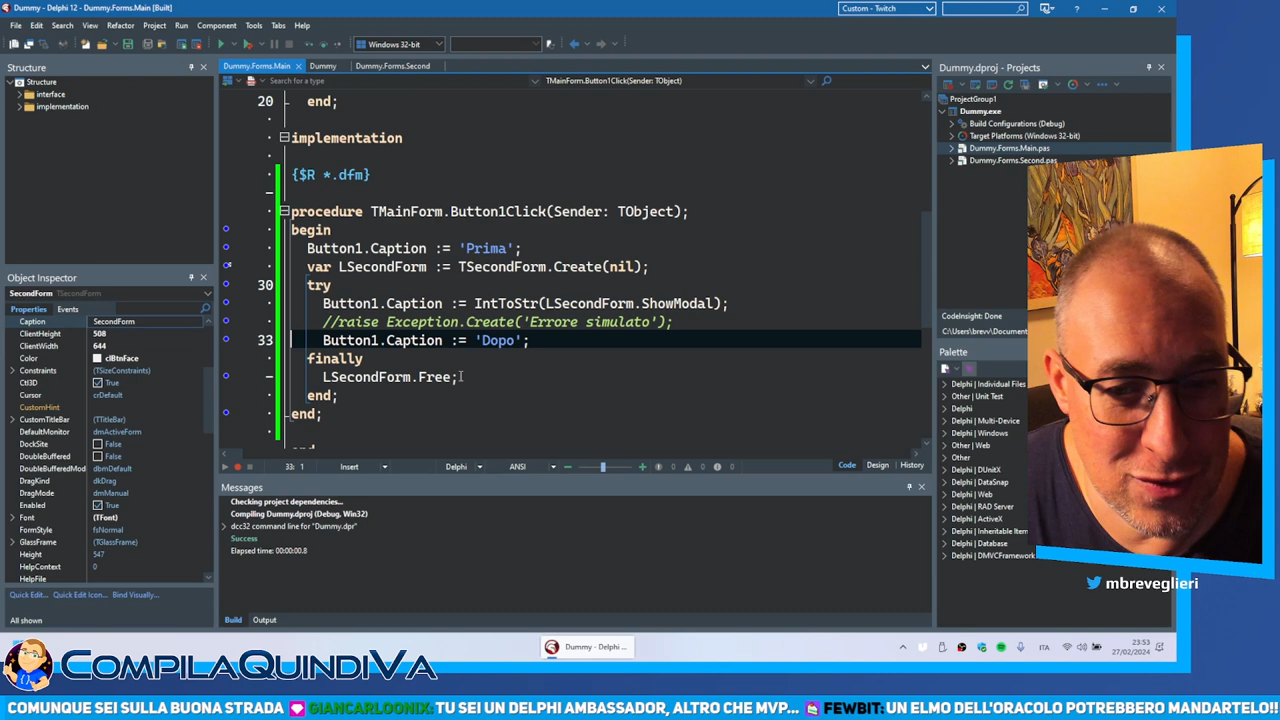 Dummy - Delphi 12 - Dummy.Forms.Main [Built]
Custom - Twitch
File Edit Search View Refactor Project Run Component Tools Tabs Help
Windows 32-bit
Structure
Structure
interface
implementation
Dummy.Forms.Main Dummy Dummy.Forms.Second
Search for a type
TMainForm.Button1Click(Sender: TObject)
20 end;
implementation
{$R *.dfm}
procedure TMainForm.Button1Click(Sender: TObject);
begin
Button1.Caption := 'Prima';
var LSecondForm := TSecondForm.Create(nil);
30 try
Button1.Caption := IntToStr(LSecondForm.ShowModal);
//raise Exception.Create('Errore simulato');
33 Button1.Caption := 'Dopo';
finally
LSecondForm.Free;
end;
end;
33: 1 Insert Delphi ANSI 0 0 0 Code Design History
Object Inspector
SecondForm TSecondForm
Properties Events
Caption SecondForm
ClientHeight 508
ClientWidth 644
Color clBtnFace
Constraints (TSizeConstraints)
Ctl3D True
Cursor crDefault
CustomHint
CustomTitleBar (TTitleBar)
DefaultMonitor dmActiveForm
DockSite False
DoubleBuffered False
DoubleBufferedMod dbmDefault
DragKind dkDrag
DragMode dmManual
Enabled True
Font (TFont)
FormStyle fsNormal
GlassFrame (TGlassFrame)
Height 547
HelpContext 0
HelpFile
Quick Edit... Quick Edit Icon... Bind Visually...
All shown
Messages
Checking project dependencies...
Compiling Dummy.dproj (Debug, Win32)
dcc32 command line for "Dummy.dpr"
Success
Elapsed time: 00:00:00.8
Build Output
Dummy.dproj - Projects
ProjectGroup1
Dummy.exe
Build Configurations (Debug)
Target Platforms (Windows 32-bit)
Dummy.Forms.Main.pas
Dummy.Forms.Second.pas
CodeInsight: Done
C:\Users\brevv\Document
Palette
Delphi | Individual Files
Other | Unit Test
Delphi
Delphi | Multi-Device
Delphi | Windows
Other
Delphi | DUnitX
Delphi | DataSnap
Delphi | Web
Delphi | RAD Server
Delphi | ActiveX
Delphi | Inheritable Item
Delphi | Database
Delphi | DMVCFramework
mbreveglieri
Dummy - Delphi ...
ITA
23:53
27/02/2024
COMPILAQUINDIVA
COMUNQUE SEI SULLA BUONA STRADA GIANCARLOONIX: TU SEI UN DELPHI AMBASSADOR, ALTRO CHE MVP... FEWBIT: UN ELMO DELL'ORACOLO POTREBBERO MANDARTELO!!